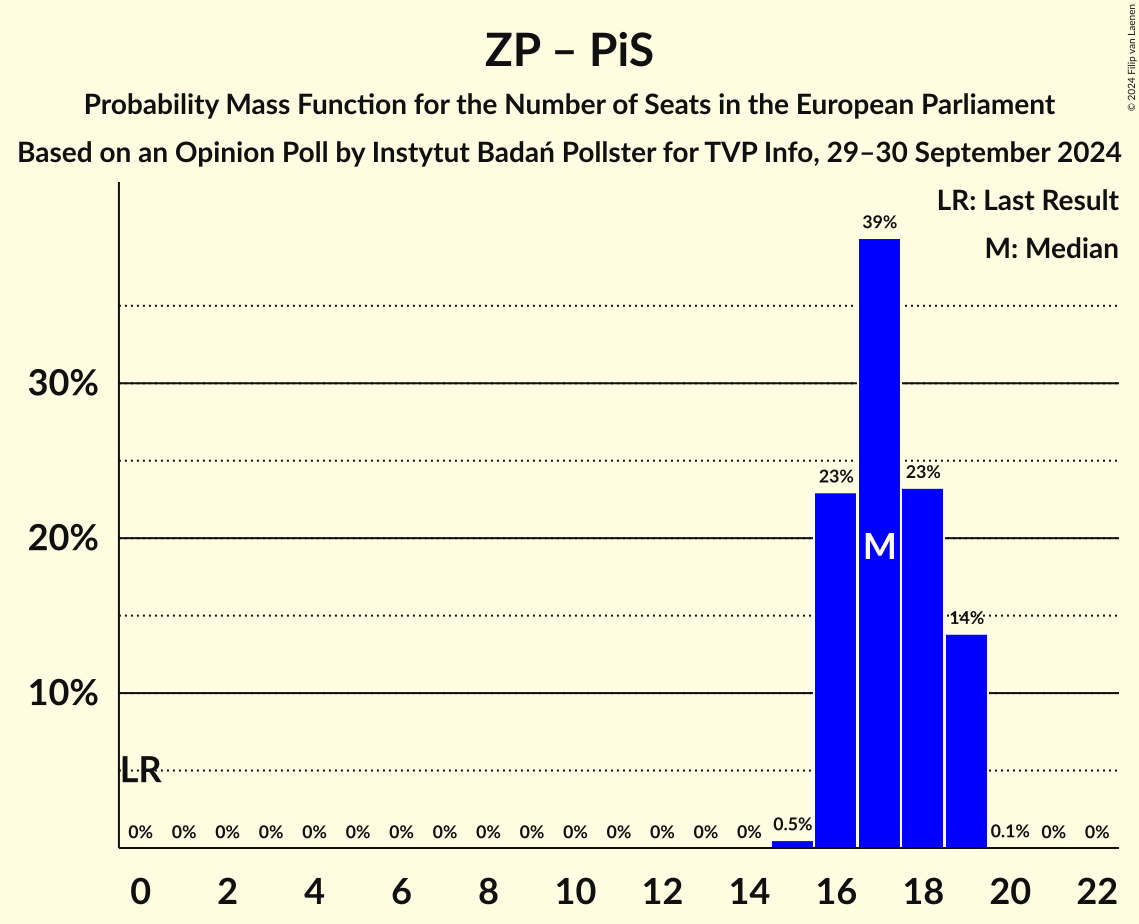 ZP – PiS
Probability Mass Function for the Number of Seats in the European Parliament
Based on an Opinion Poll by Instytut Badań Pollster for TVP Info, 29–30 September 2024
© 2024 Filip van Laenen
LR: Last Result
M: Median
39%
30%
23%
23%
20%
M
14%
10%
LR
0% 0% 0% 0% 0% 0% 0% 0% 0% 0% 0% 0% 0% 0% 0% 0.5% 0.1% 0% 0%
0 2 4 6 8 10 12 14 16 18 20 22